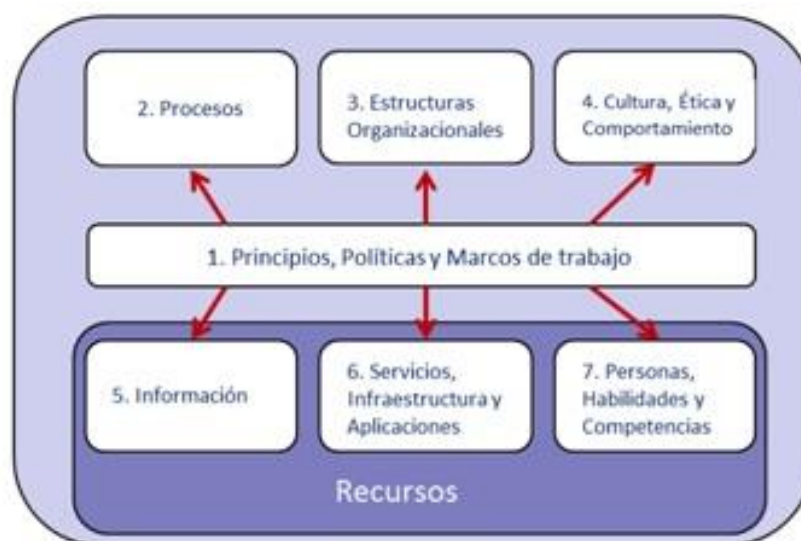 2. Procesos
3. Estructuras
Organizacionales
4. Cultura, Ética y
Comportamiento
1. Principios, Políticas y Marcos de trabajo
5. Información
6. Servicios,
Infraestructura y
Aplicaciones
7. Personas,
Habilidades y
Competencias
Recursos